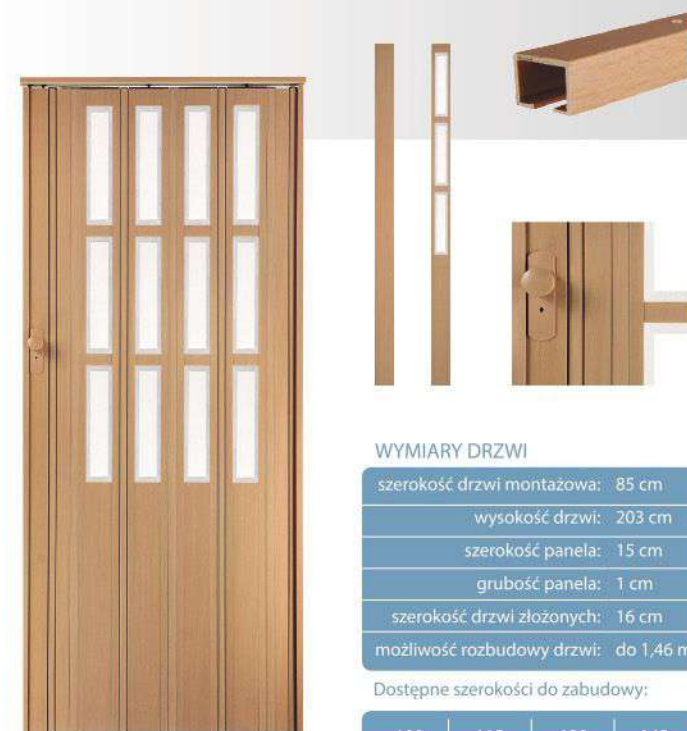 WYMIARY DRZWI
szerokość drzwi montażowa: 85 cm
wysokość drzwi: 203 cm
szerokość panela: 15 cm
grubość panela: 1 cm
szerokość drzwi złożonych: 16 cm
możliwość rozbudowy drzwi: do 1,46 m
Dostępne szerokości do zabudowy: